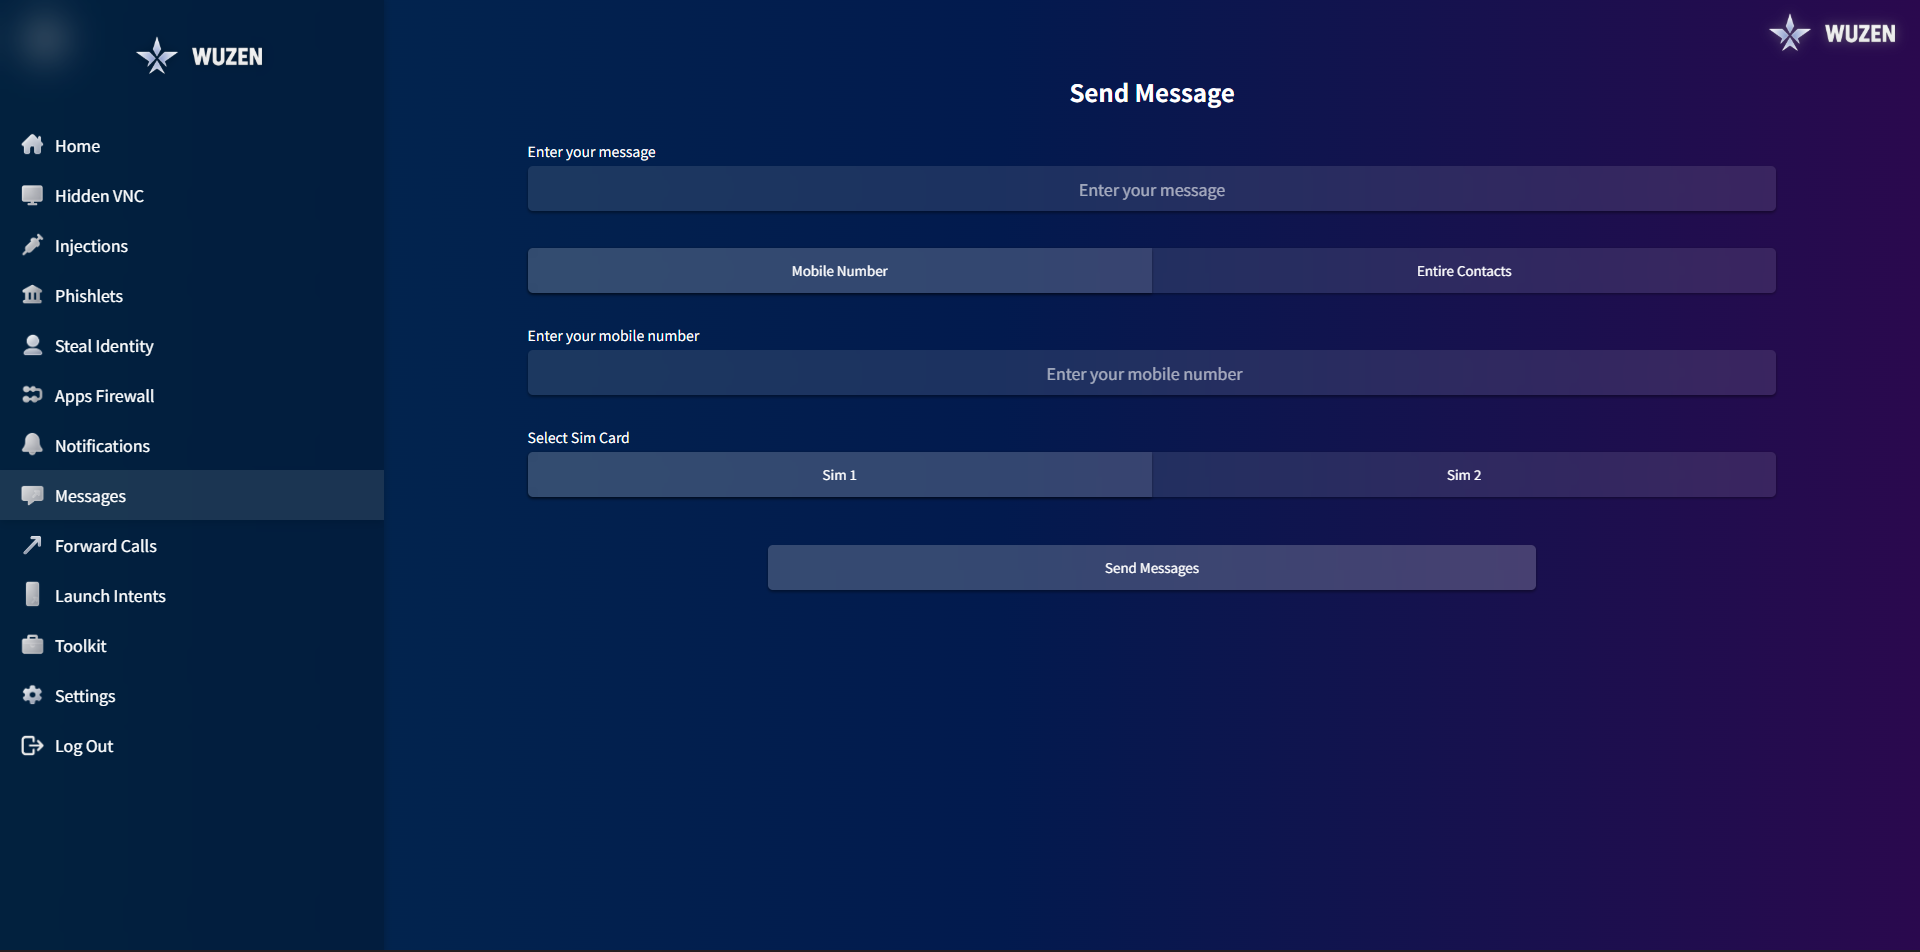 WUZEN
Home
Hidden VNC
Injections
Phishlets
Steal Identity
Apps Firewall
Notifications
Messages
Forward Calls
Launch Intents
Toolkit
Settings
Log Out
WUZEN
Send Message
Enter your message
Enter your message
Mobile Number
Entire Contacts
Enter your mobile number
Enter your mobile number
Select Sim Card
Sim 1
Sim 2
Send Messages